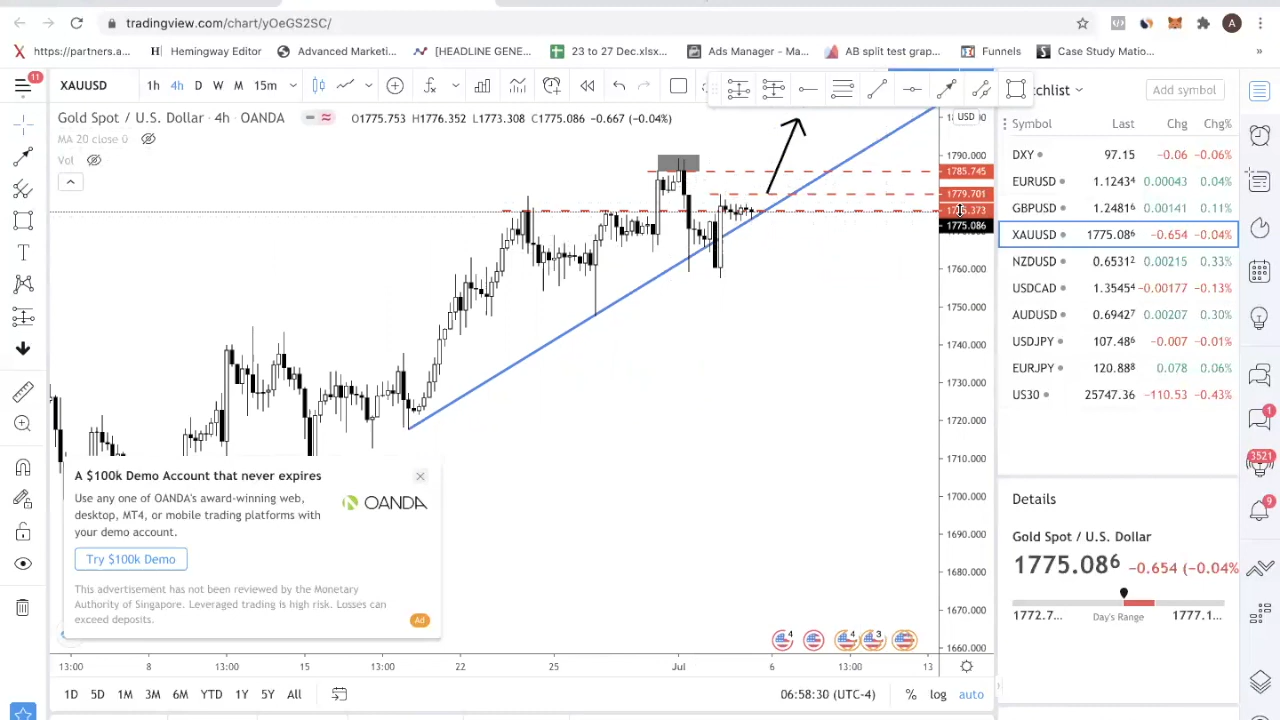 tradingview.com/chart/yOeGS2SC/
A
https://partners.a...
Hemingway Editor
Advanced Marketi...
[HEADLINE GENE...
23 to 27 Dec.xlsx...
Ads Manager - Ma...
AB split test grap...
Funnels
Case Study Matio...
»
11
XAUUSD
1h 4h D W M 15m
tchlist
Add symbol
Gold Spot / U.S. Dollar · 4h · OANDA
O1775.753 H1776.352 L1773.308 C1775.086 -0.667 (-0.04%)
USD
MA 20 close 0
Vol
Symbol Last Chg Chg%
DXY 97.15 -0.06 -0.06%
EURUSD 1.12434 0.00043 0.04%
GBPUSD 1.24816 0.00141 0.11%
XAUUSD 1775.086 -0.654 -0.04%
NZDUSD 0.65312 0.00215 0.33%
USDCAD 1.35454 -0.00177 -0.13%
AUDUSD 0.69427 0.00207 0.30%
USDJPY 107.486 -0.007 -0.01%
EURJPY 120.888 0.078 0.06%
US30 25747.36 -110.53 -0.43%
1790.000
1785.745
1779.701
1775.086
1760.000
1750.000
1740.000
1730.000
1720.000
1710.000
1700.000
1690.000
1680.000
1670.000
1660.000
A $100k Demo Account that never expires
Use any one of OANDA's award-winning web,
desktop, MT4, or mobile trading platforms with
your demo account.
OANDA
Try $100k Demo
This advertisement has not been reviewed by the Monetary
Authority of Singapore. Leveraged trading is high risk. Losses can
exceed deposits.
Ad
Details
Gold Spot / U.S. Dollar
1775.086 -0.654 (-0.04%
1772.7... Day's Range 1777.1...
1
3521
9
4
4
3
13:00 8 13:00 15 13:00 22 25 Jul 6 13:00 13
1D 5D 1M 3M 6M YTD 1Y 5Y All
06:58:30 (UTC-4)
% log auto